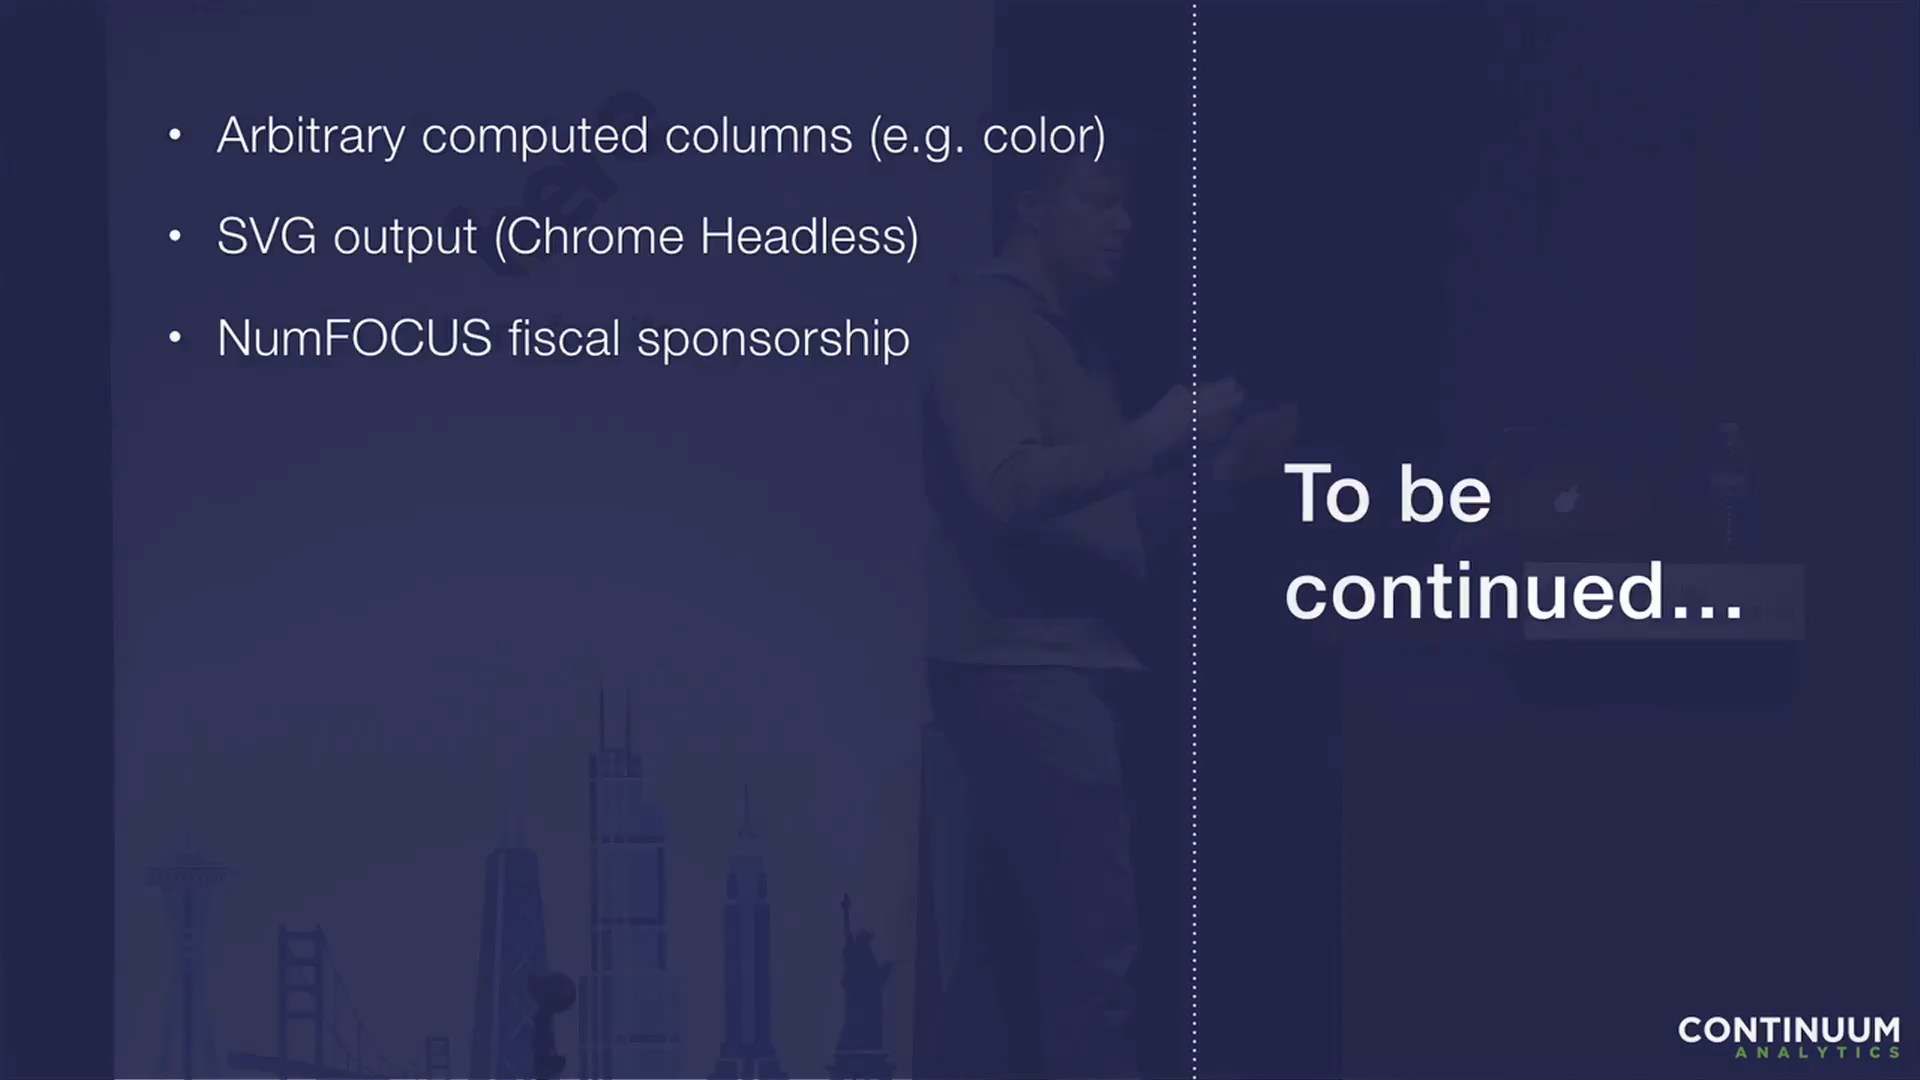 • Arbitrary computed columns (e.g. color)
• SVG output (Chrome Headless)
• NumFOCUS fiscal sponsorship
To be
continued...
CONTINUUM
ANALYTICS